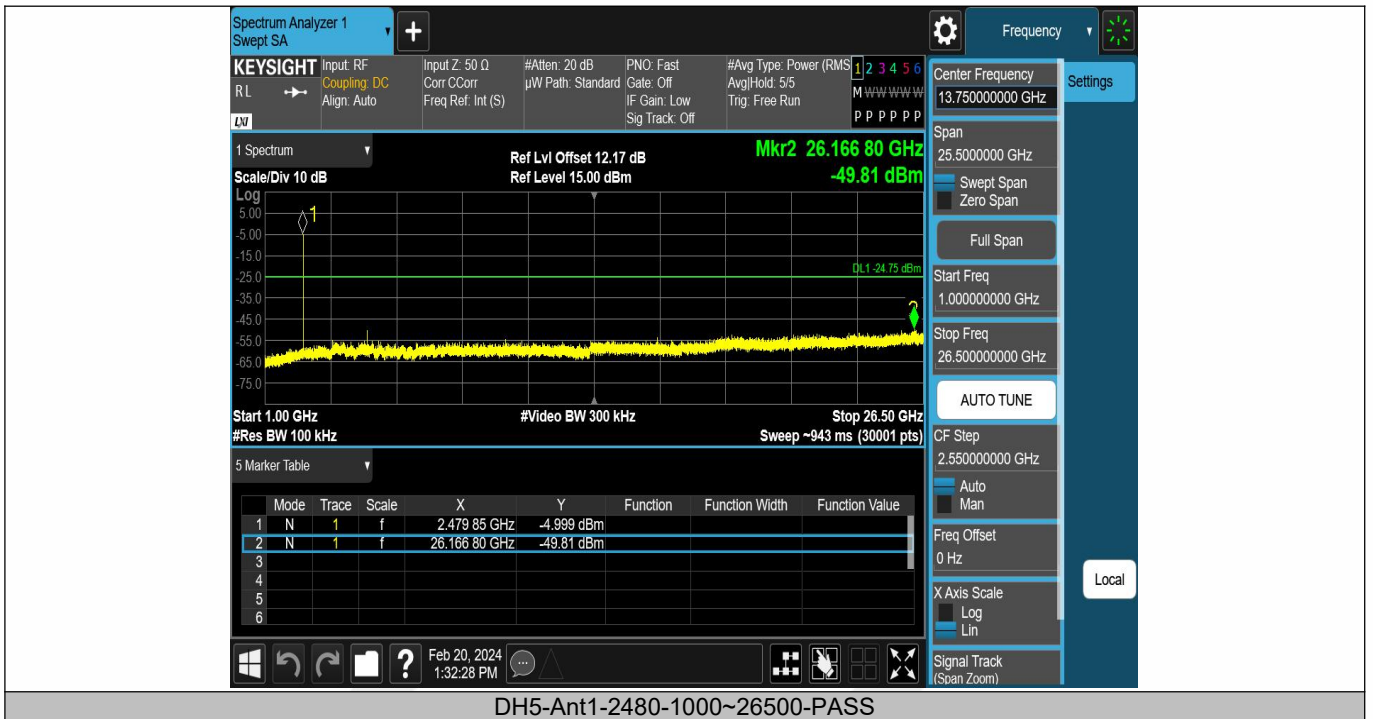 Spectrum Analyzer 1
Swept SA
+
Frequency
KEYSIGHT
RL
LXI
Input: RF
Coupling: DC
Align: Auto
Input Z: 50 Ω
Corr CCorr
Freq Ref: Int (S)
#Atten: 20 dB
µW Path: Standard
PNO: Fast
Gate: Off
IF Gain: Low
Sig Track: Off
#Avg Type: Power (RMS
Avg|Hold: 5/5
Trig: Free Run
1 2 3 4 5 6
M W W W W W
P P P P P P
1 Spectrum
Scale/Div 10 dB
Ref Lvl Offset 12.17 dB
Ref Level 15.00 dBm
Mkr2 26.166 80 GHz
-49.81 dBm
Log
5.00
-5.00
-15.0
-25.0
-35.0
-45.0
-55.0
-65.0
-75.0
1
DL1 -24.75 dBm
2
Start 1.00 GHz
#Video BW 300 kHz
Stop 26.50 GHz
#Res BW 100 kHz
Sweep ~943 ms (30001 pts)
5 Marker Table
Mode Trace Scale X Y Function Function Width Function Value
1 N 1 f 2.479 85 GHz -4.999 dBm
2 N 1 f 26.166 80 GHz -49.81 dBm
3
4
5
6
?
Feb 20, 2024
1:32:28 PM
Center Frequency
13.750000000 GHz
Settings
Span
25.5000000 GHz
Swept Span
Zero Span
Full Span
Start Freq
1.000000000 GHz
Stop Freq
26.500000000 GHz
AUTO TUNE
CF Step
2.550000000 GHz
Auto
Man
Freq Offset
0 Hz
X Axis Scale
Log
Lin
Local
Signal Track
(Span Zoom)
DH5-Ant1-2480-1000~26500-PASS